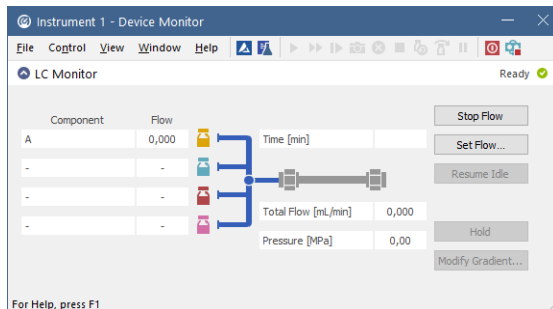 Instrument 1 - Device Monitor
File Control View Window Help
LC Monitor Ready
Component Flow Stop Flow
A 0,000 Time [min] Set Flow...
- - Resume Idle
- - Total Flow [mL/min] 0,000
- - Pressure [MPa] 0,00 Hold
Modify Gradient...
For Help, press F1